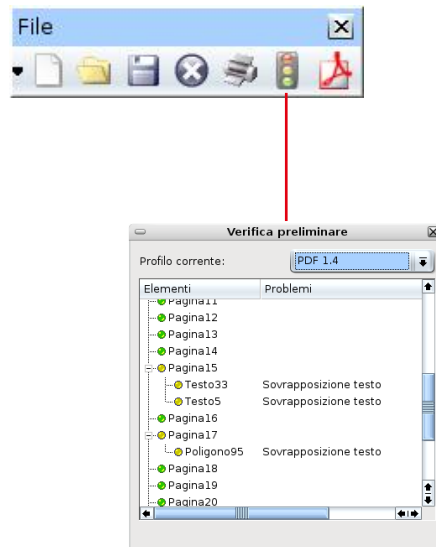 File
Verifica preliminare
Profilo corrente: PDF 1.4
Elementi Problemi
Pagina11
Pagina12
Pagina13
Pagina14
Pagina15
Testo33 Sovrapposizione testo
Testo5 Sovrapposizione testo
Pagina16
Pagina17
Poligono95 Sovrapposizione testo
Pagina18
Pagina19
Pagina20